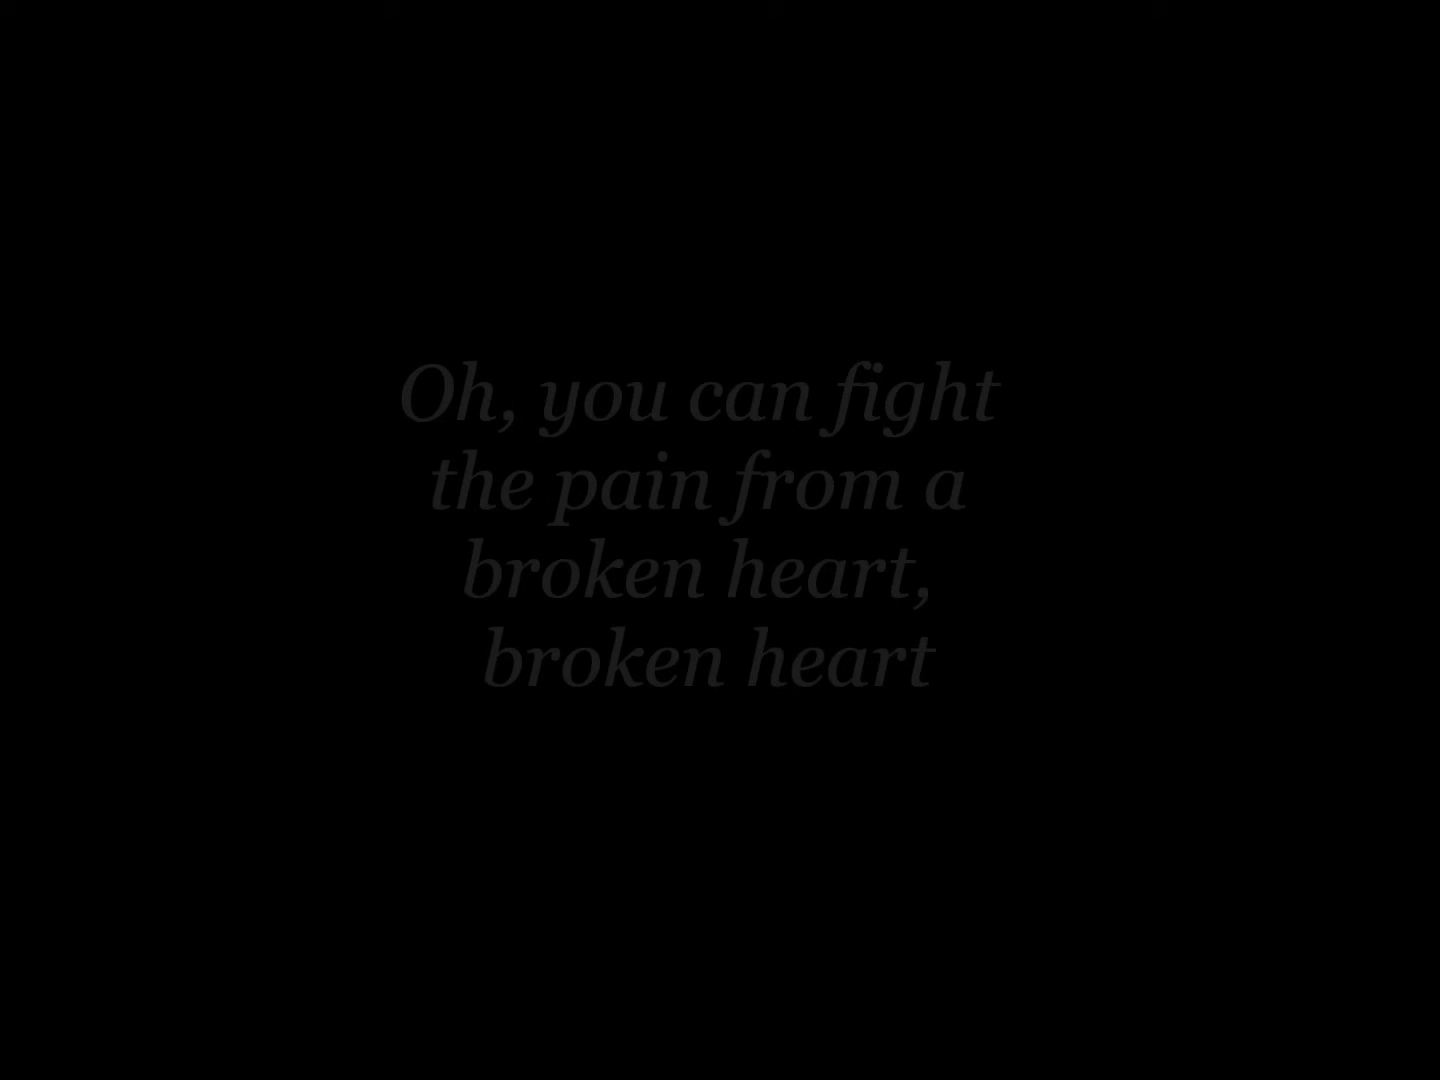 Oh, you can fight
the pain from a
broken heart,
broken heart